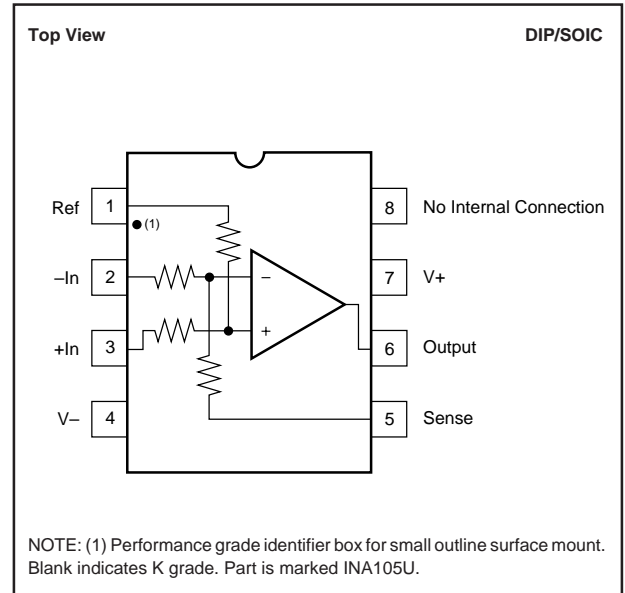 Top View DIP/SOIC
Ref 1 8 No Internal Connection
(1)
–In 2 – 7 V+
+In 3 + 6 Output
V– 4 5 Sense
NOTE: (1) Performance grade identifier box for small outline surface mount.
Blank indicates K grade. Part is marked INA105U.